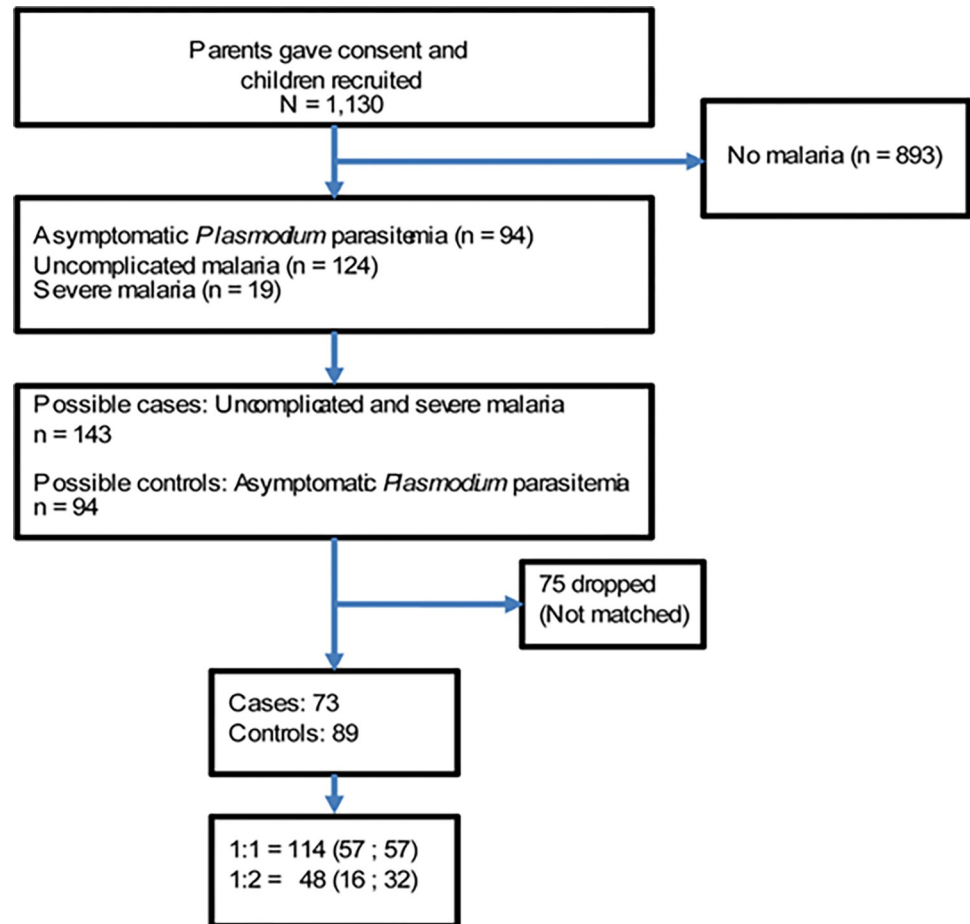 Parents gave consent and
children recruited
N = 1,130
No malaria (n = 893)
Asymptomatic Plasmodium parasitemia (n = 94)
Uncomplicated malaria (n = 124)
Severe malaria (n = 19)
Possible cases: Uncomplicated and severe malaria
n = 143
Possible controls: Asymptomatic Plasmodium parasitemia
n = 94
75 dropped
(Not matched)
Cases: 73
Controls: 89
1:1 = 114 (57 ; 57)
1:2 = 48 (16 ; 32)